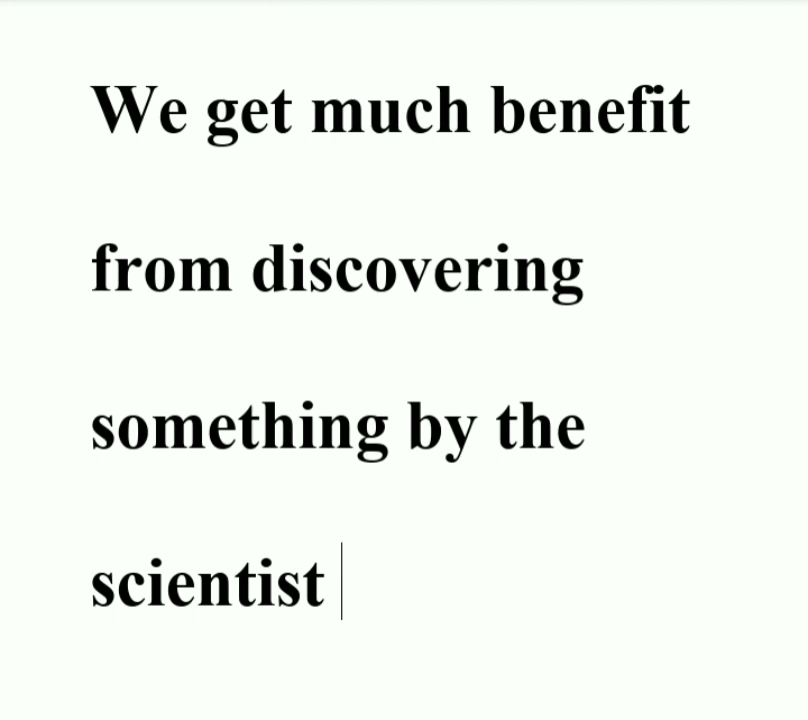 We get much benefit
from discovering
something by the
scientist